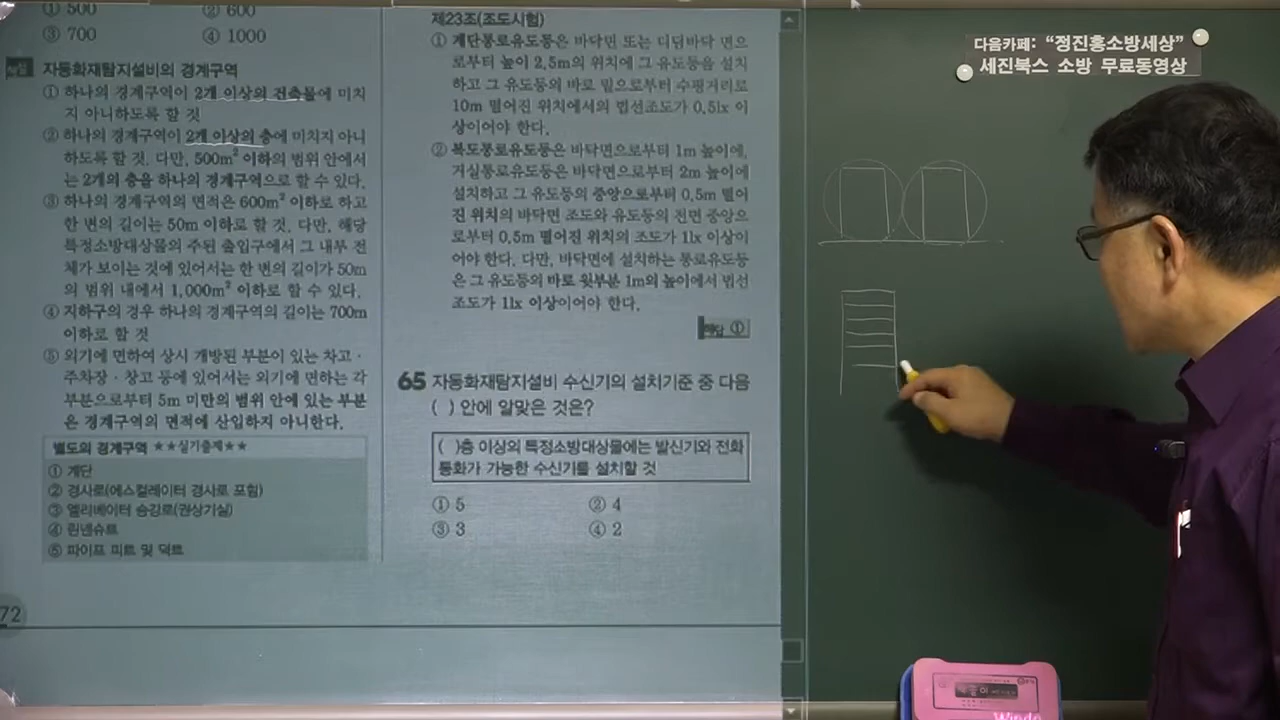 ① 500 ② 600
③ 700 ④ 1000
해설 자동화재탐지설비의 경계구역
① 하나의 경계구역이 2개 이상의 건축물에 미치
지 아니하도록 할 것
② 하나의 경계구역이 2개 이상의 층에 미치지 아니
하도록 할 것. 다만, 500m² 이하의 범위 안에서
는 2개의 층을 하나의 경계구역으로 할 수 있다.
③ 하나의 경계구역의 면적은 600m² 이하로 하고
한 변의 길이는 50m 이하로 할 것. 다만, 해당
특정소방대상물의 주된 출입구에서 그 내부 전
체가 보이는 것에 있어서는 한 변의 길이가 50m
의 범위 내에서 1,000m² 이하로 할 수 있다.
④ 지하구의 경우 하나의 경계구역의 길이는 700m
이하로 할 것
⑤ 외기에 면하여 상시 개방된 부분이 있는 차고·
주차장·창고 등에 있어서는 외기에 면하는 각
부분으로부터 5m 미만의 범위 안에 있는 부분
은 경계구역의 면적에 산입하지 아니한다.
별도의 경계구역 ★★실기출제★★
① 계단
② 경사로(에스컬레이터 경사로 포함)
③ 엘리베이터 승강로(권상기실)
④ 린넨슈트
⑤ 파이프 피트 및 덕트
72
제23조(조도시험)
① 계단통로유도등은 바닥면 또는 디딤바닥 면으
로부터 높이 2.5m의 위치에 그 유도등을 설치
하고 그 유도등의 바로 밑으로부터 수평거리로
10m 떨어진 위치에서의 법선조도가 0.5lx 이
상이어야 한다.
② 복도통로유도등은 바닥면으로부터 1m 높이에,
거실통로유도등은 바닥면으로부터 2m 높이에
설치하고 그 유도등의 중앙으로부터 0.5m 떨어
진 위치의 바닥면 조도와 유도등의 전면 중앙으
로부터 0.5m 떨어진 위치의 조도가 1lx 이상이
어야 한다. 다만, 바닥면에 설치하는 통로유도등
은 그 유도등의 바로 윗부분 1m의 높이에서 법선
조도가 1lx 이상이어야 한다.
해답 ①
65 자동화재탐지설비 수신기의 설치기준 중 다음
( ) 안에 알맞은 것은?
( )층 이상의 특정소방대상물에는 발신기와 전화
통화가 가능한 수신기를 설치할 것
① 5 ② 4
③ 3 ④ 2
다음카페: “정진홍소방세상”
세진북스 소방 무료동영상